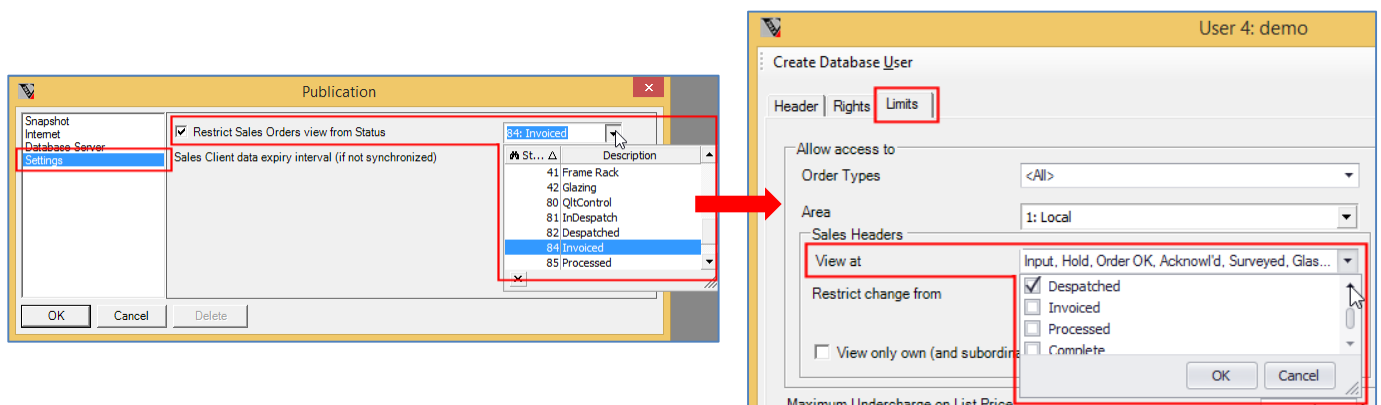 Publication
Snapshot
Internet
Database Server
Settings
Restrict Sales Orders view from Status
84: Invoiced
Sales Client data expiry interval (if not synchronized)
St... Description
41 Frame Rack
42 Glazing
80 QltControl
81 InDespatch
82 Despatched
84 Invoiced
85 Processed
OK Cancel Delete
User 4: demo
Create Database User
Header Rights Limits
Allow access to
Order Types <All>
Area 1: Local
Sales Headers
View at Input, Hold, Order OK, Acknowl'd, Surveyed, Glas...
Restrict change from
Despatched
Invoiced
Processed
Complete
View only own (and subordina
OK Cancel
Maximum Undercharge on List Price